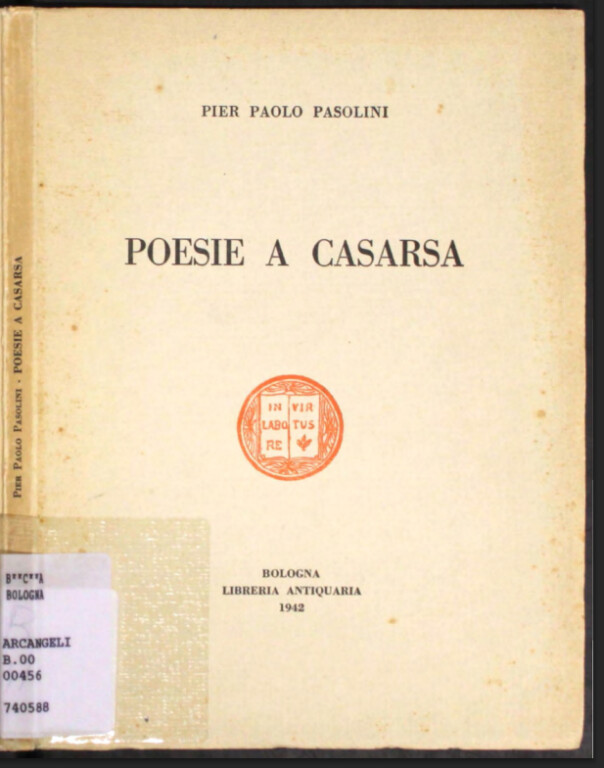 PIER PAOLO PASOLINI
POESIE A CASARSA
IN VIR
LABO TUS
RE
BOLOGNA
LIBRERIA ANTIQUARIA
1942
PIER PAOLO PASOLINI · POESIE A CASARSA
B**C**A
BOLOGNA
ARCANGELI
B.00
00456
740588